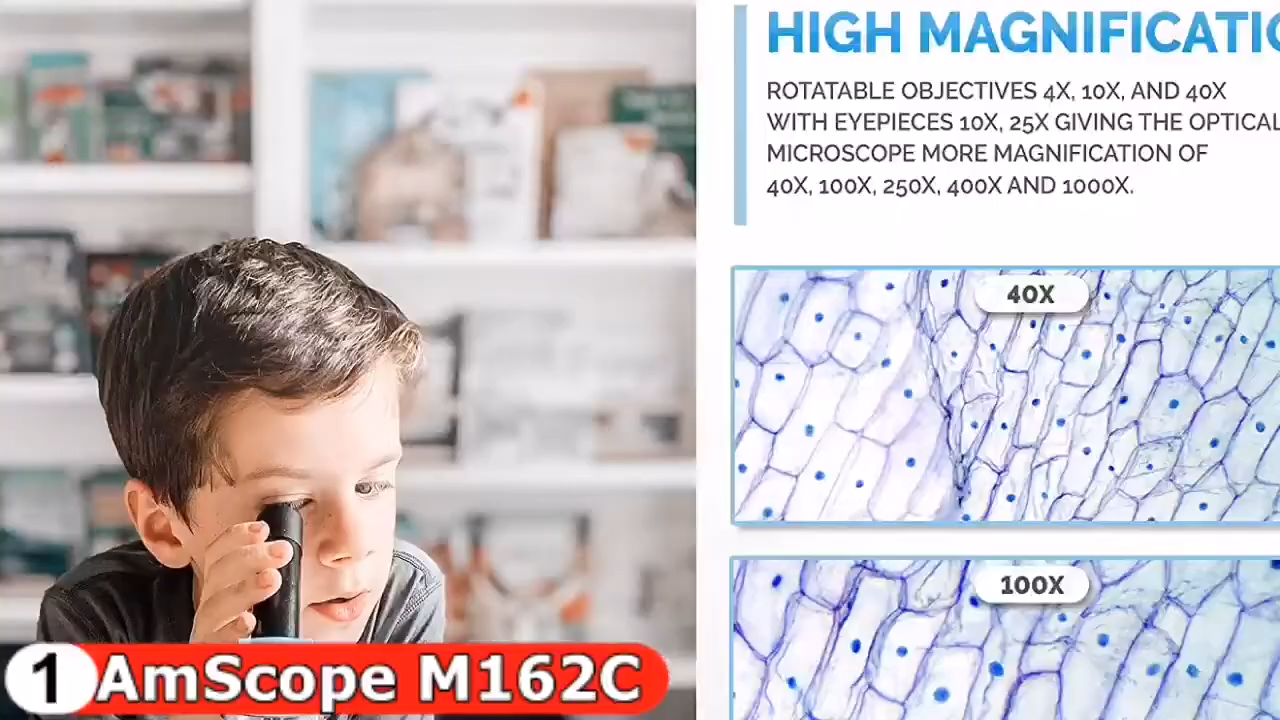 HIGH MAGNIFICATIO
ROTATABLE OBJECTIVES 4X, 10X, AND 40X
WITH EYEPIECES 10X, 25X GIVING THE OPTICAL
MICROSCOPE MORE MAGNIFICATION OF
40X, 100X, 250X, 400X AND 1000X.
40X
100X
1 AmScope M162C